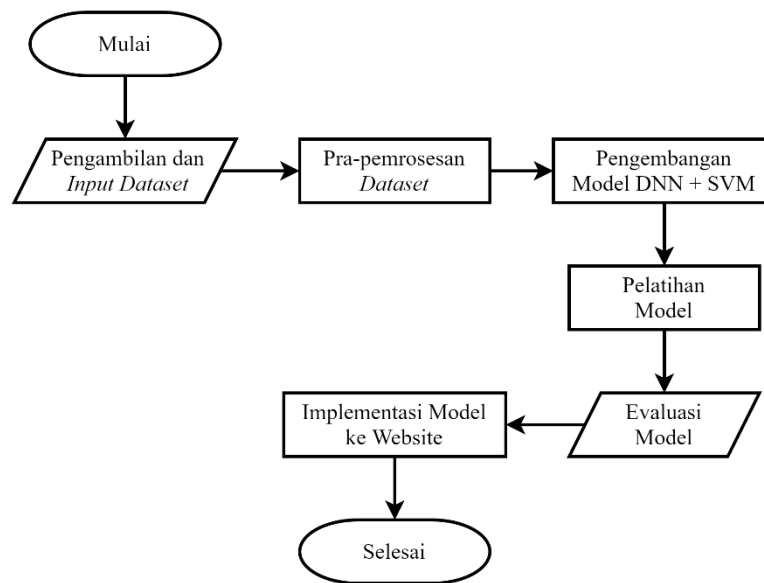 Mulai
Pengambilan dan
Input Dataset
Pra-pemrosesan
Dataset
Pengembangan
Model DNN + SVM
Pelatihan
Model
Evaluasi
Model
Implementasi Model
ke Website
Selesai